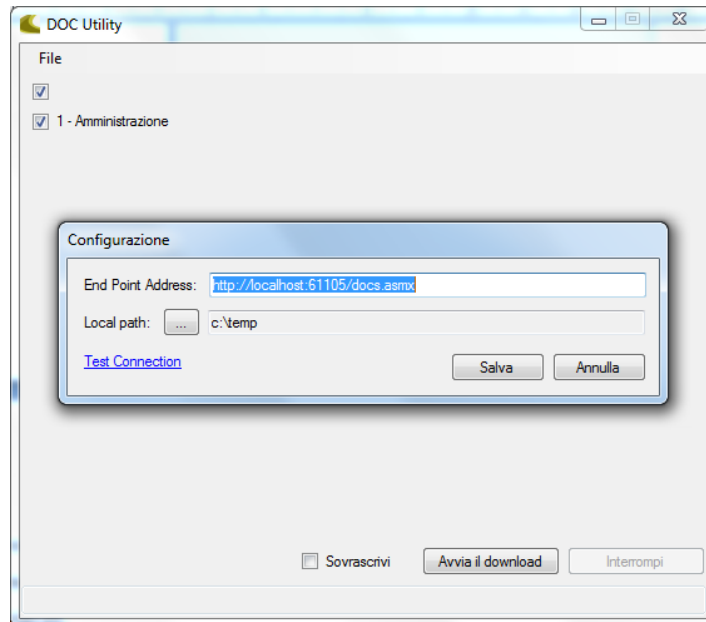 DOC Utility
File
1 - Amministrazione
Configurazione
End Point Address: http://localhost:61105/docs.asmx
Local path: ... c:\temp
Test Connection Salva Annulla
Sovrascrivi Avvia il download Interrompi